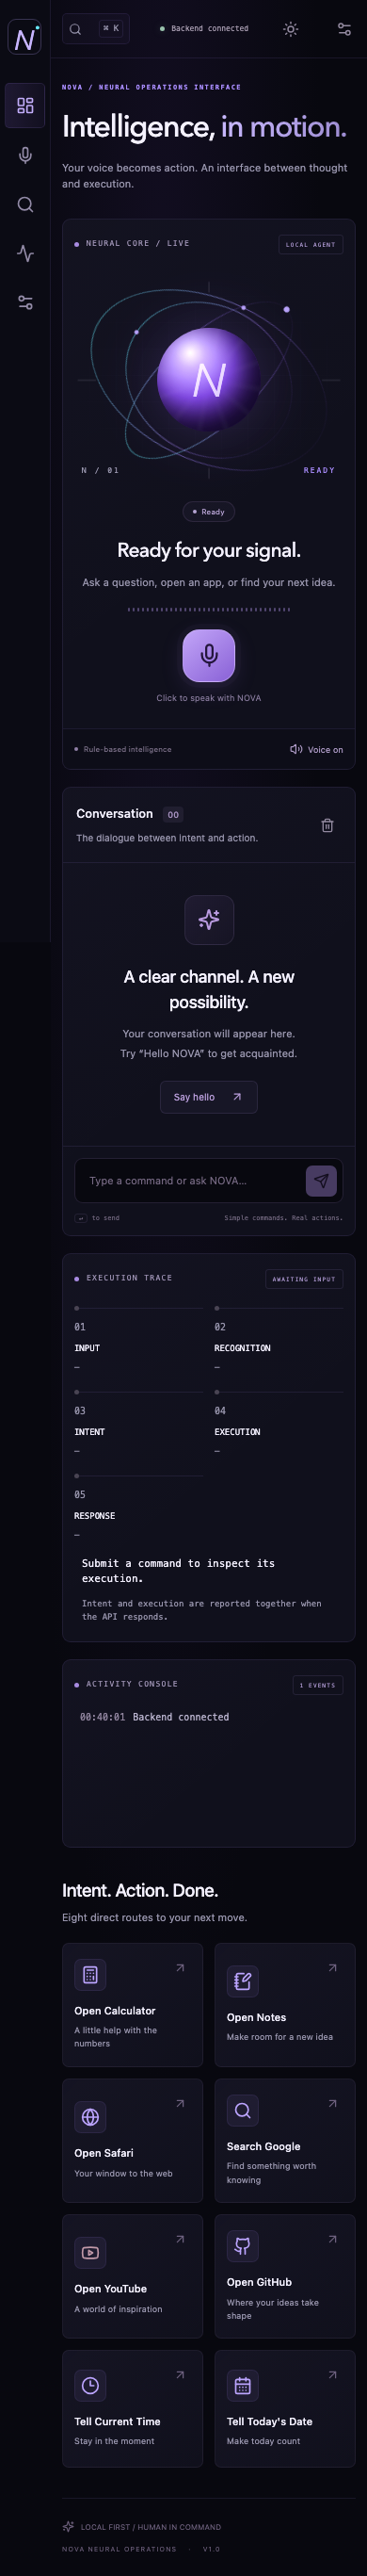 N
⌘ K
Backend connected
NOVA / NEURAL OPERATIONS INTERFACE
Intelligence, in motion.
Your voice becomes action. An interface between thought
and execution.
NEURAL CORE / LIVE
LOCAL AGENT
N
N / 01
READY
Ready
Ready for your signal.
Ask a question, open an app, or find your next idea.
Click to speak with NOVA
Rule-based intelligence
Voice on
Conversation 00
The dialogue between intent and action.
A clear channel. A new
possibility.
Your conversation will appear here.
Try “Hello NOVA” to get acquainted.
Say hello
Type a command or ask NOVA...
↵ to send
Simple commands. Real actions.
EXECUTION TRACE
AWAITING INPUT
01
INPUT
—
02
RECOGNITION
—
03
INTENT
—
04
EXECUTION
—
05
RESPONSE
—
Submit a command to inspect its
execution.
Intent and execution are reported together when
the API responds.
ACTIVITY CONSOLE
1 EVENTS
00:40:01 Backend connected
Intent. Action. Done.
Eight direct routes to your next move.
Open Calculator
A little help with the
numbers
Open Notes
Make room for a new idea
Open Safari
Your window to the web
Search Google
Find something worth
knowing
Open YouTube
A world of inspiration
Open GitHub
Where your ideas take
shape
Tell Current Time
Stay in the moment
Tell Today's Date
Make today count
LOCAL FIRST / HUMAN IN COMMAND
NOVA NEURAL OPERATIONS · V1.0